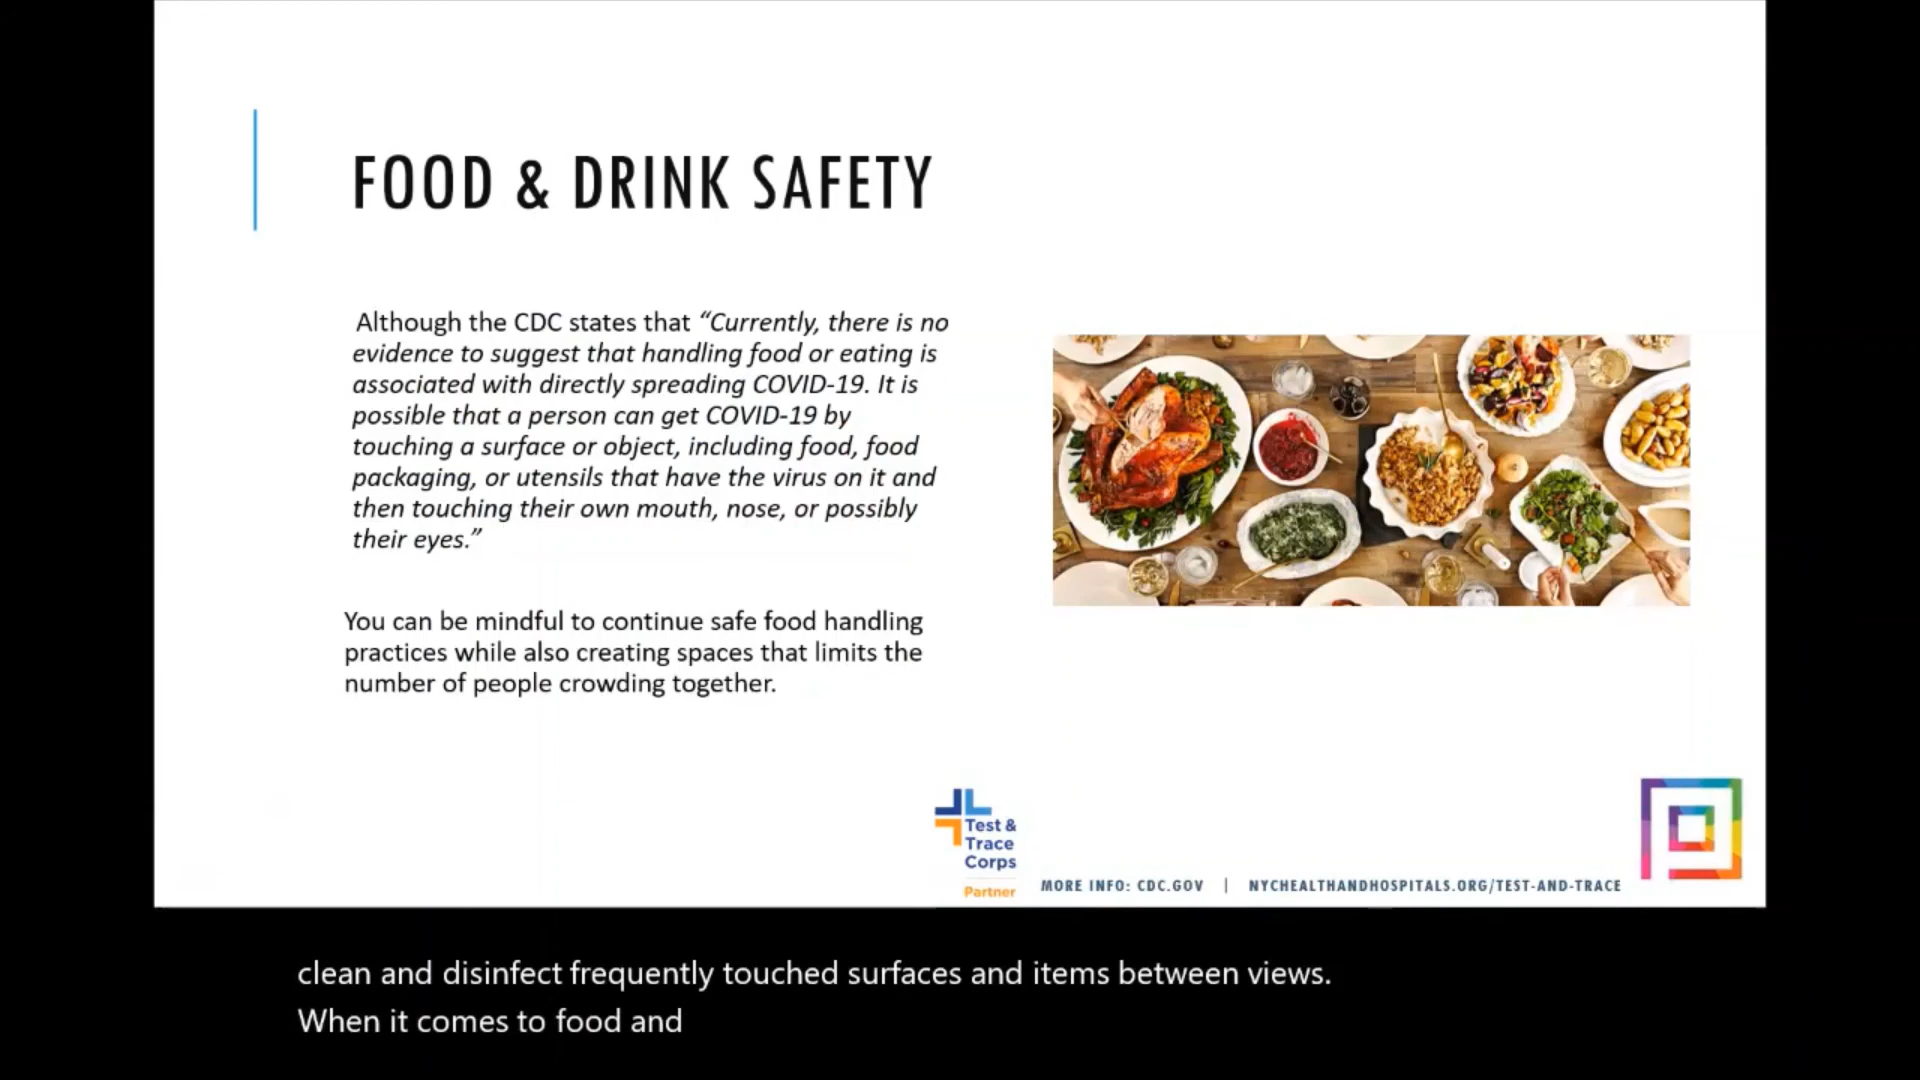 FOOD & DRINK SAFETY
Although the CDC states that “Currently, there is no
evidence to suggest that handling food or eating is
associated with directly spreading COVID-19. It is
possible that a person can get COVID-19 by
touching a surface or object, including food, food
packaging, or utensils that have the virus on it and
then touching their own mouth, nose, or possibly
their eyes.”
You can be mindful to continue safe food handling
practices while also creating spaces that limits the
number of people crowding together.
Test &
Trace
Corps
Partner
MORE INFO: CDC.GOV | NYCHEALTHANDHOSPITALS.ORG/TEST-AND-TRACE
clean and disinfect frequently touched surfaces and items between views.
When it comes to food and